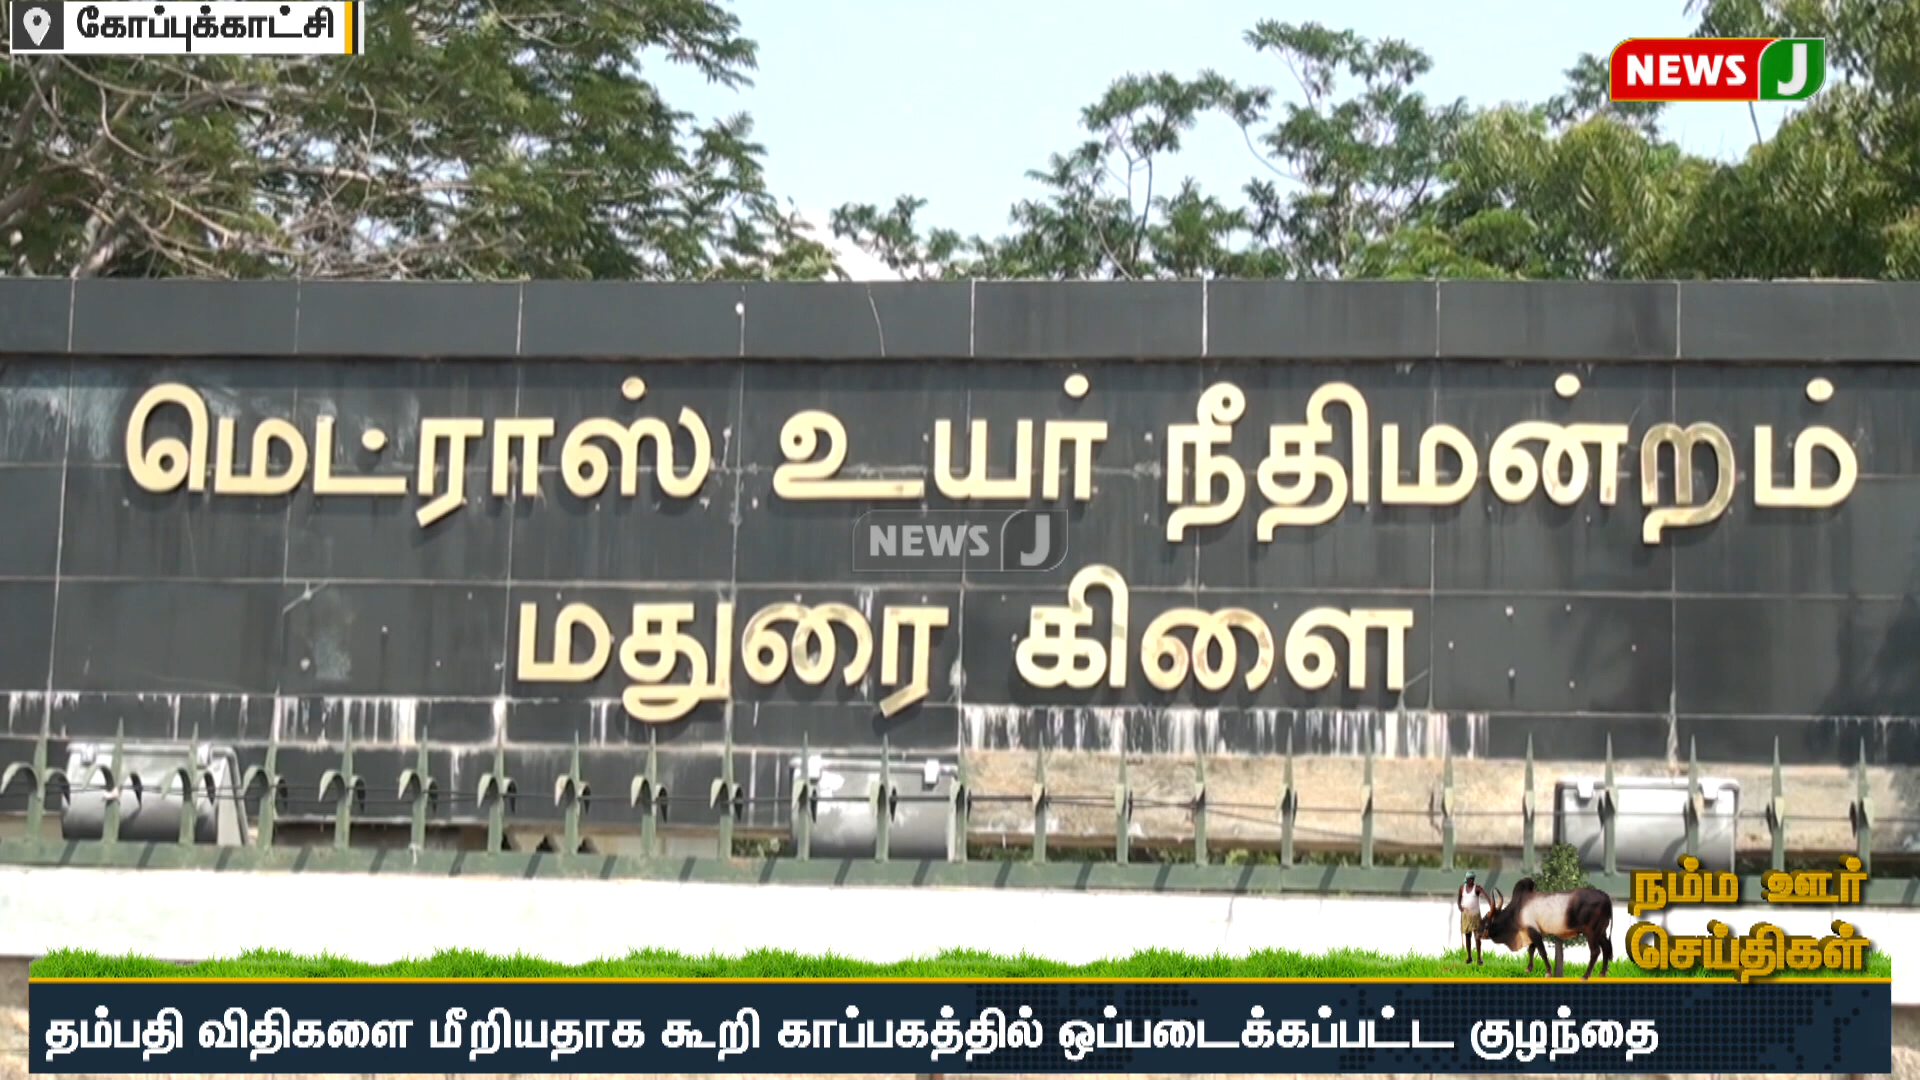 கோப்புக்காட்சி
NEWS J
மெட்ராஸ் உயர் நீதிமன்றம்
NEWS J
மதுரை கிளை
நம்ம ஊர்
செய்திகள்
தம்பதி விதிகளை மீறியதாக கூறி காப்பகத்தில் ஒப்படைக்கப்பட்ட குழந்தை